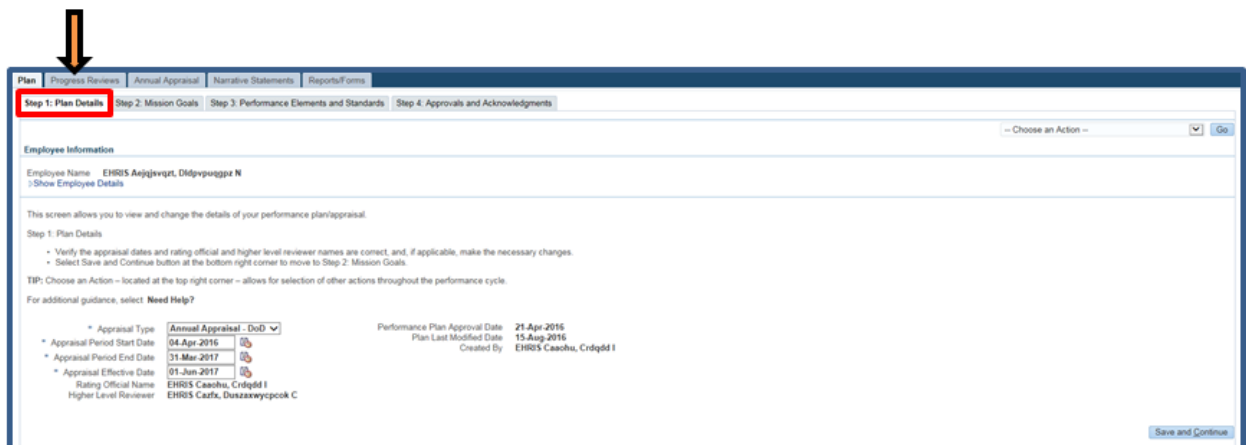 Plan Progress Reviews Annual Appraisal Narrative Statements Reports/Forms
Step 1: Plan Details Step 2: Mission Goals Step 3: Performance Elements and Standards Step 4: Approvals and Acknowledgments
-- Choose an Action -- Go
Employee Information
Employee Name EHRIS Aejqjsvqzt, Dldpvpuqgpz N
Show Employee Details
This screen allows you to view and change the details of your performance plan/appraisal.
Step 1: Plan Details
• Verify the appraisal dates and rating official and higher level reviewer names are correct, and, if applicable, make the necessary changes.
• Select Save and Continue button at the bottom right corner to move to Step 2: Mission Goals.
TIP: Choose an Action – located at the top right corner – allows for selection of other actions throughout the performance cycle.
For additional guidance, select Need Help?
* Appraisal Type Annual Appraisal - DoD Performance Plan Approval Date 21-Apr-2016
* Appraisal Period Start Date 04-Apr-2016 Plan Last Modified Date 15-Aug-2016
* Appraisal Period End Date 31-Mar-2017 Created By EHRIS Caaohu, Crdqdd I
* Appraisal Effective Date 01-Jun-2017
Rating Official Name EHRIS Caaohu, Crdqdd I
Higher Level Reviewer EHRIS Cazfx, Duszaxwycpcok C
Save and Continue